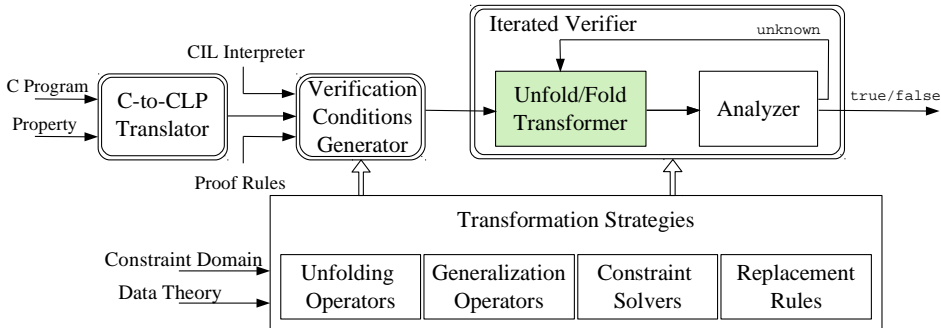 Iterated Verifier
unknown
CIL Interpreter
C Program
Property
C-to-CLP
Translator
Verification
Conditions
Generator
Unfold/Fold
Transformer
Analyzer
true/false
Proof Rules
Transformation Strategies
Constraint Domain
Data Theory
Unfolding
Operators
Generalization
Operators
Constraint
Solvers
Replacement
Rules